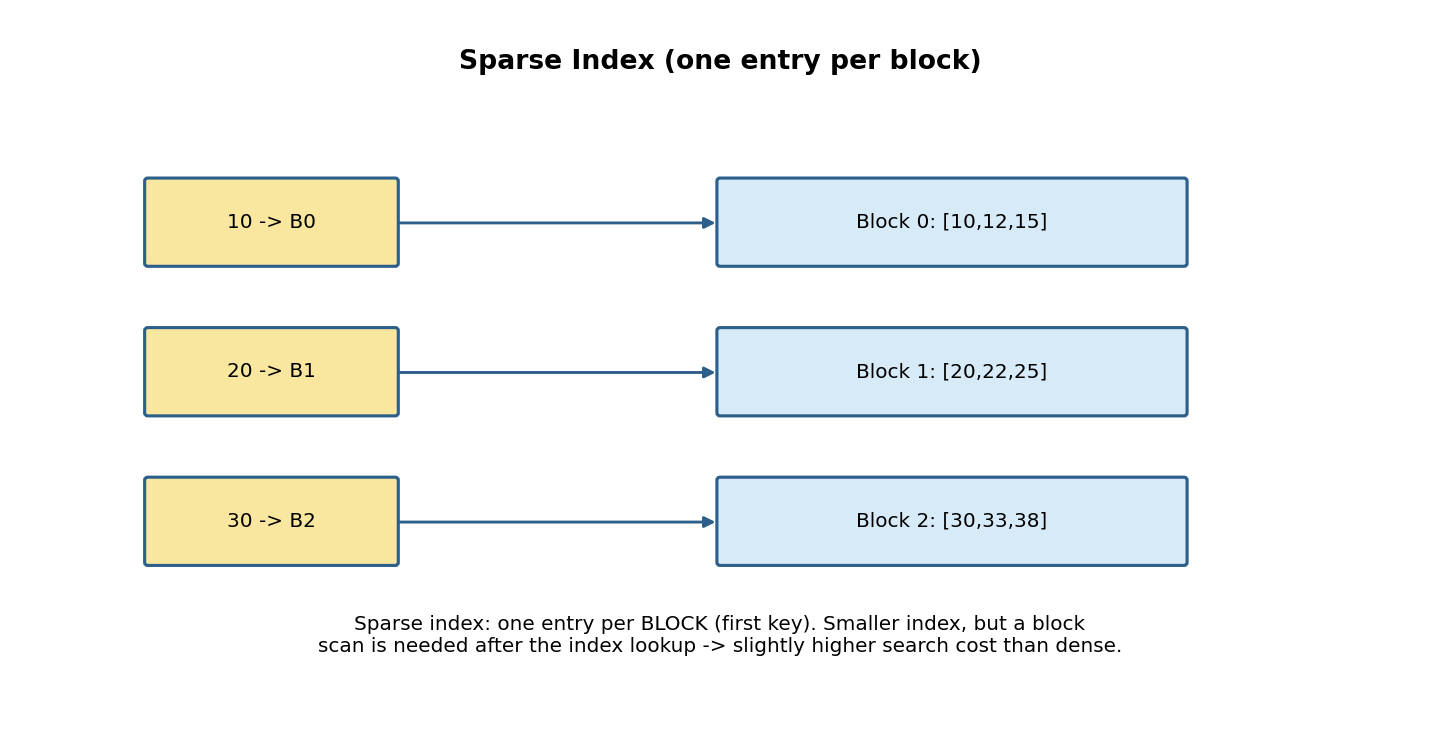 Sparse Index (one entry per block)
10 -> B0
Block 0: [10,12,15]
20 -> B1
Block 1: [20,22,25]
30 -> B2
Block 2: [30,33,38]
Sparse index: one entry per BLOCK (first key). Smaller index, but a block
scan is needed after the index lookup -> slightly higher search cost than dense.